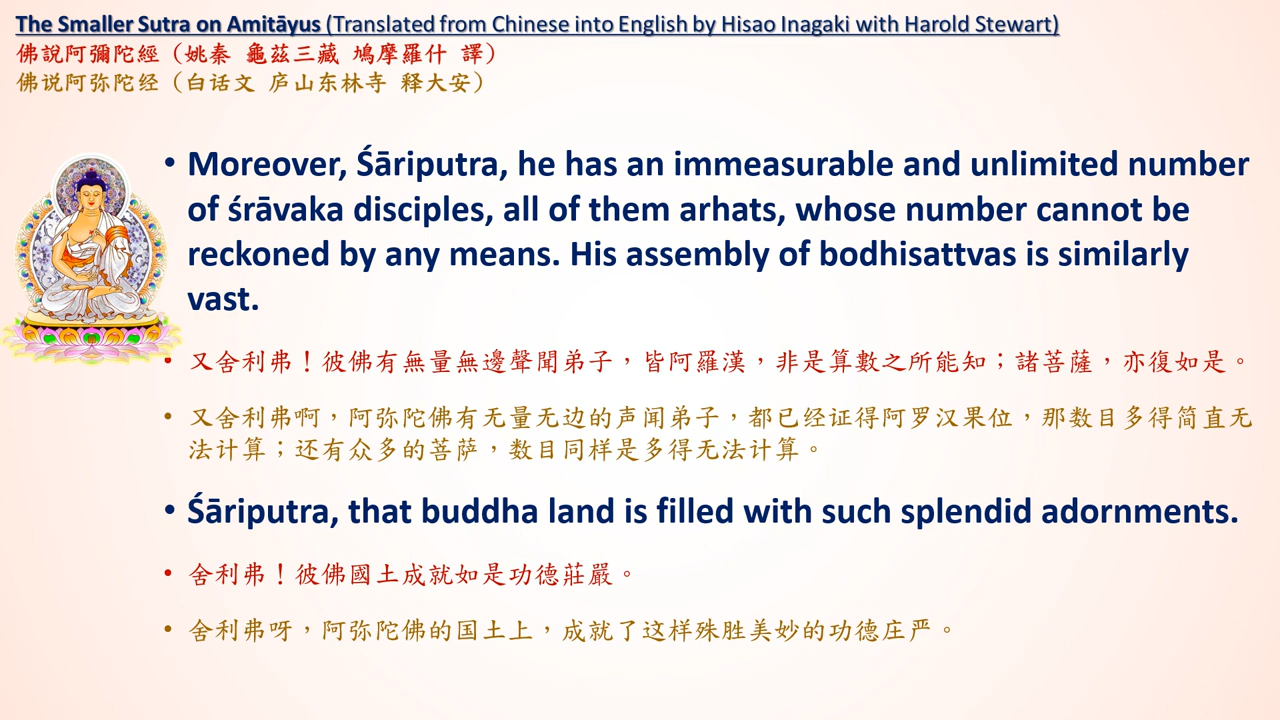 The Smaller Sutra on Amitāyus (Translated from Chinese into English by Hisao Inagaki with Harold Stewart)
佛說阿彌陀經（姚秦 龜茲三藏 鳩摩羅什 譯）
佛说阿弥陀经（白话文 庐山东林寺 释大安）
• Moreover, Śāriputra, he has an immeasurable and unlimited number
of śrāvaka disciples, all of them arhats, whose number cannot be
reckoned by any means. His assembly of bodhisattvas is similarly
vast.
• 又舍利弗！彼佛有無量無邊聲聞弟子，皆阿羅漢，非是算數之所能知；諸菩薩，亦復如是。
• 又舍利弗啊，阿弥陀佛有无量无边的声闻弟子，都已经证得阿罗汉果位，那数目多得简直无
法计算；还有众多的菩萨，数目同样是多得无法计算。
• Śāriputra, that buddha land is filled with such splendid adornments.
• 舍利弗！彼佛國土成就如是功德莊嚴。
• 舍利弗呀，阿弥陀佛的国土上，成就了这样殊胜美妙的功德庄严。